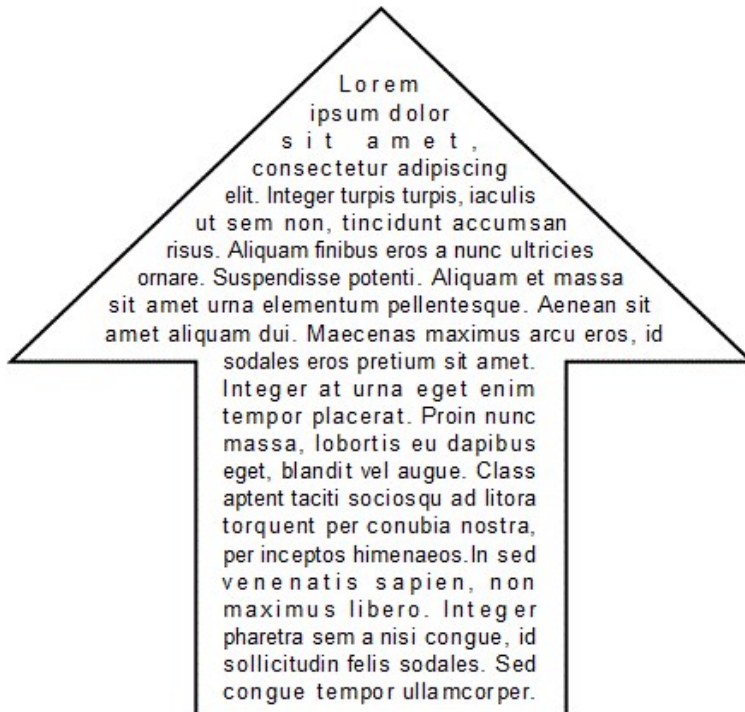 Lorem
ipsum dolor
sit amet,
consectetur adipiscing
elit. Integer turpis turpis, iaculis
ut sem non, tincidunt accumsan
risus. Aliquam finibus eros a nunc ultricies
ornare. Suspendisse potenti. Aliquam et massa
sit amet urna elementum pellentesque. Aenean sit
amet aliquam dui. Maecenas maximus arcu eros, id
sodales eros pretium sit amet.
Integer at urna eget enim
tempor placerat. Proin nunc
massa, lobortis eu dapibus
eget, blandit vel augue. Class
aptent taciti sociosqu ad litora
torquent per conubia nostra,
per inceptos himenaeos.In sed
venenatis sapien, non
maximus libero. Integer
pharetra sem a nisi congue, id
sollicitudin felis sodales. Sed
congue tempor ullamcorper.